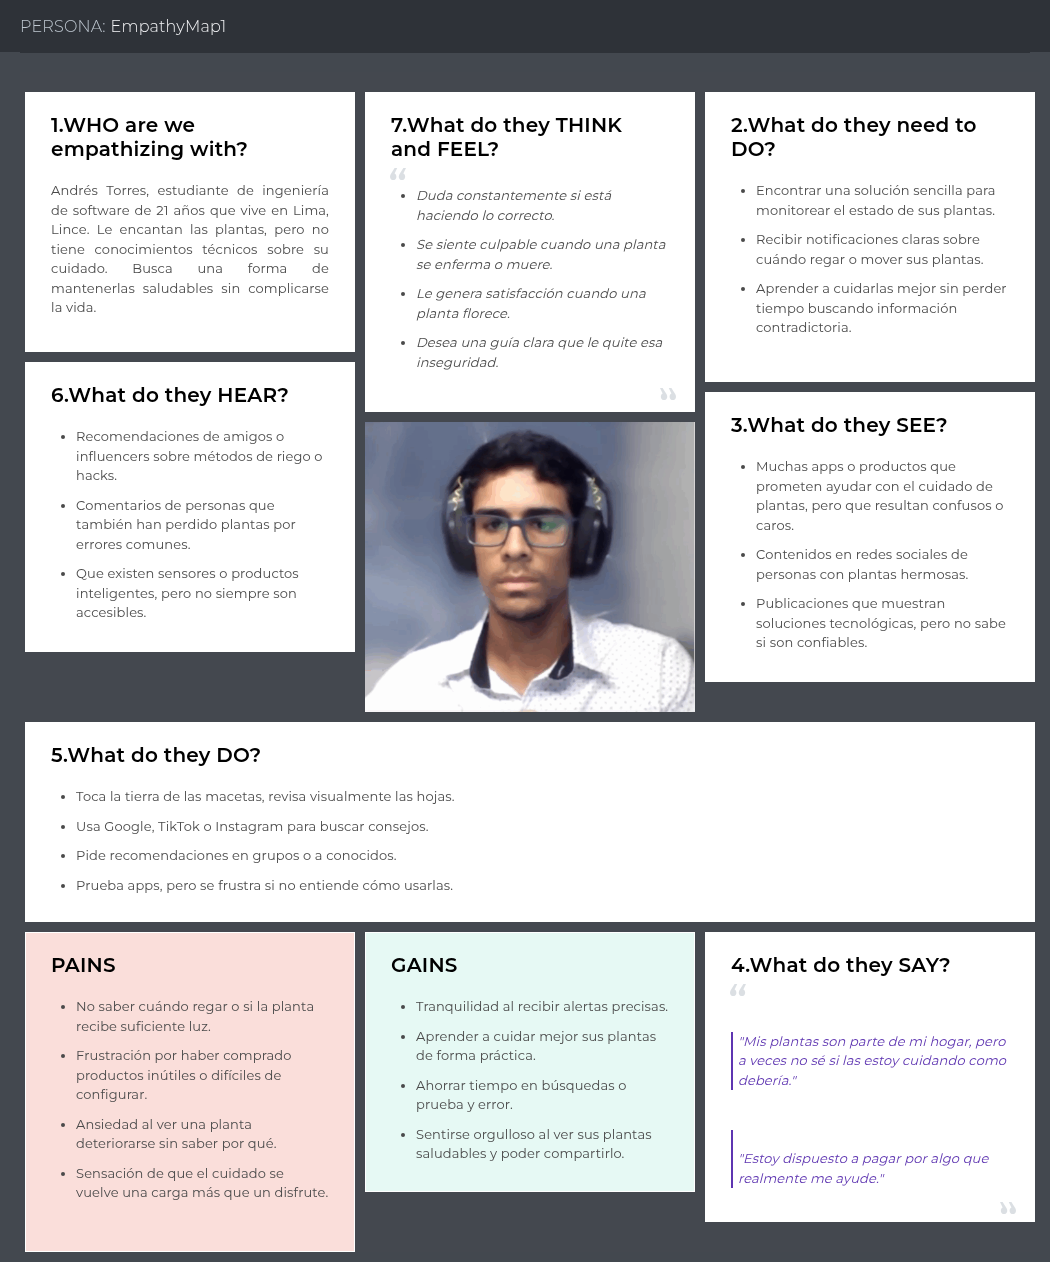 PERSONA: EmpathyMap1
1.WHO are we
empathizing with?
Andrés Torres, estudiante de ingeniería
de software de 21 años que vive en Lima,
Lince. Le encantan las plantas, pero no
tiene conocimientos técnicos sobre su
cuidado. Busca una forma de
mantenerlas saludables sin complicarse
la vida.
7.What do they THINK
and FEEL?
“
• Duda constantemente si está
haciendo lo correcto.
• Se siente culpable cuando una planta
se enferma o muere.
• Le genera satisfacción cuando una
planta florece.
• Desea una guía clara que le quite esa
inseguridad.
”
2.What do they need to
DO?
• Encontrar una solución sencilla para
monitorear el estado de sus plantas.
• Recibir notificaciones claras sobre
cuándo regar o mover sus plantas.
• Aprender a cuidarlas mejor sin perder
tiempo buscando información
contradictoria.
6.What do they HEAR?
• Recomendaciones de amigos o
influencers sobre métodos de riego o
hacks.
• Comentarios de personas que
también han perdido plantas por
errores comunes.
• Que existen sensores o productos
inteligentes, pero no siempre son
accesibles.
3.What do they SEE?
• Muchas apps o productos que
prometen ayudar con el cuidado de
plantas, pero que resultan confusos o
caros.
• Contenidos en redes sociales de
personas con plantas hermosas.
• Publicaciones que muestran
soluciones tecnológicas, pero no sabe
si son confiables.
5.What do they DO?
• Toca la tierra de las macetas, revisa visualmente las hojas.
• Usa Google, TikTok o Instagram para buscar consejos.
• Pide recomendaciones en grupos o a conocidos.
• Prueba apps, pero se frustra si no entiende cómo usarlas.
PAINS
• No saber cuándo regar o si la planta
recibe suficiente luz.
• Frustración por haber comprado
productos inútiles o difíciles de
configurar.
• Ansiedad al ver una planta
deteriorarse sin saber por qué.
• Sensación de que el cuidado se
vuelve una carga más que un disfrute.
GAINS
• Tranquilidad al recibir alertas precisas.
• Aprender a cuidar mejor sus plantas
de forma práctica.
• Ahorrar tiempo en búsquedas o
prueba y error.
• Sentirse orgulloso al ver sus plantas
saludables y poder compartirlo.
4.What do they SAY?
“
"Mis plantas son parte de mi hogar, pero
a veces no sé si las estoy cuidando como
debería."
"Estoy dispuesto a pagar por algo que
realmente me ayude."
”